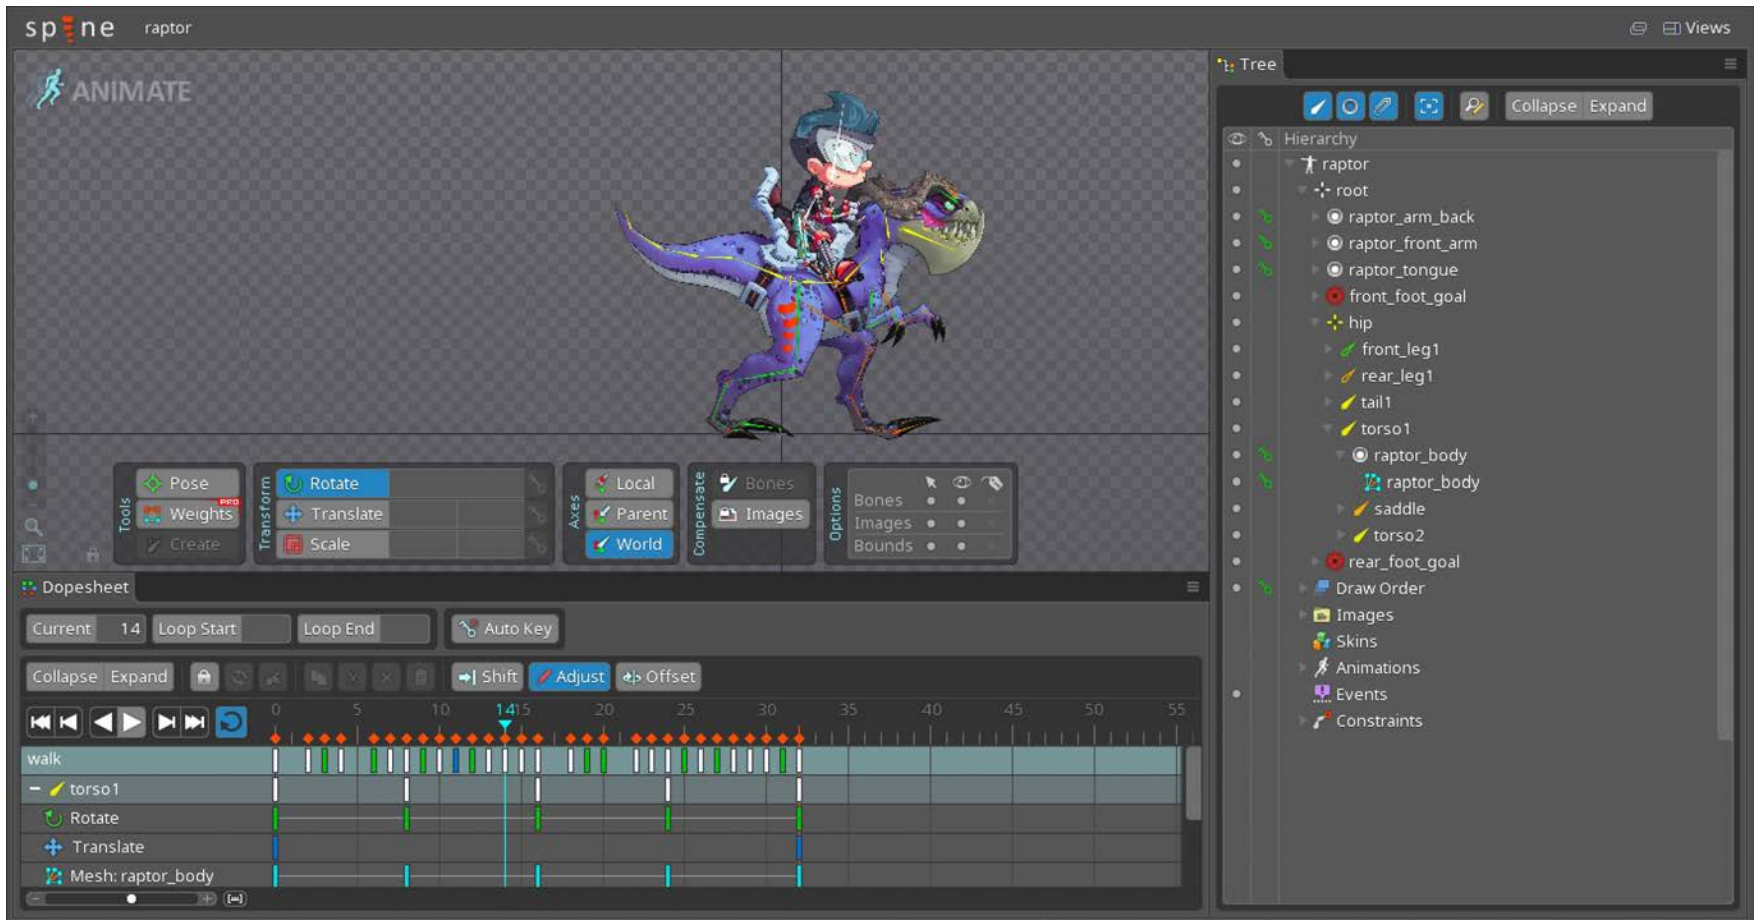 spine raptor Views
ANIMATE
Tree
Collapse Expand
Hierarchy
raptor
root
raptor_arm_back
raptor_front_arm
raptor_tongue
front_foot_goal
hip
front_leg1
rear_leg1
tail1
torso1
raptor_body
raptor_body
saddle
torso2
rear_foot_goal
Draw Order
Images
Skins
Animations
Events
Constraints
Tools
Pose
Weights PRO
Create
Transform
Rotate
Translate
Scale
Axes
Local
Parent
World
Compensate
Bones
Images
Options
Bones
Images
Bounds
Dopesheet
Current 14 Loop Start Loop End Auto Key
Collapse Expand Shift Adjust Offset
0 5 10 14 15 20 25 30 35 40 45 50 55
walk
torso1
Rotate
Translate
Mesh: raptor_body